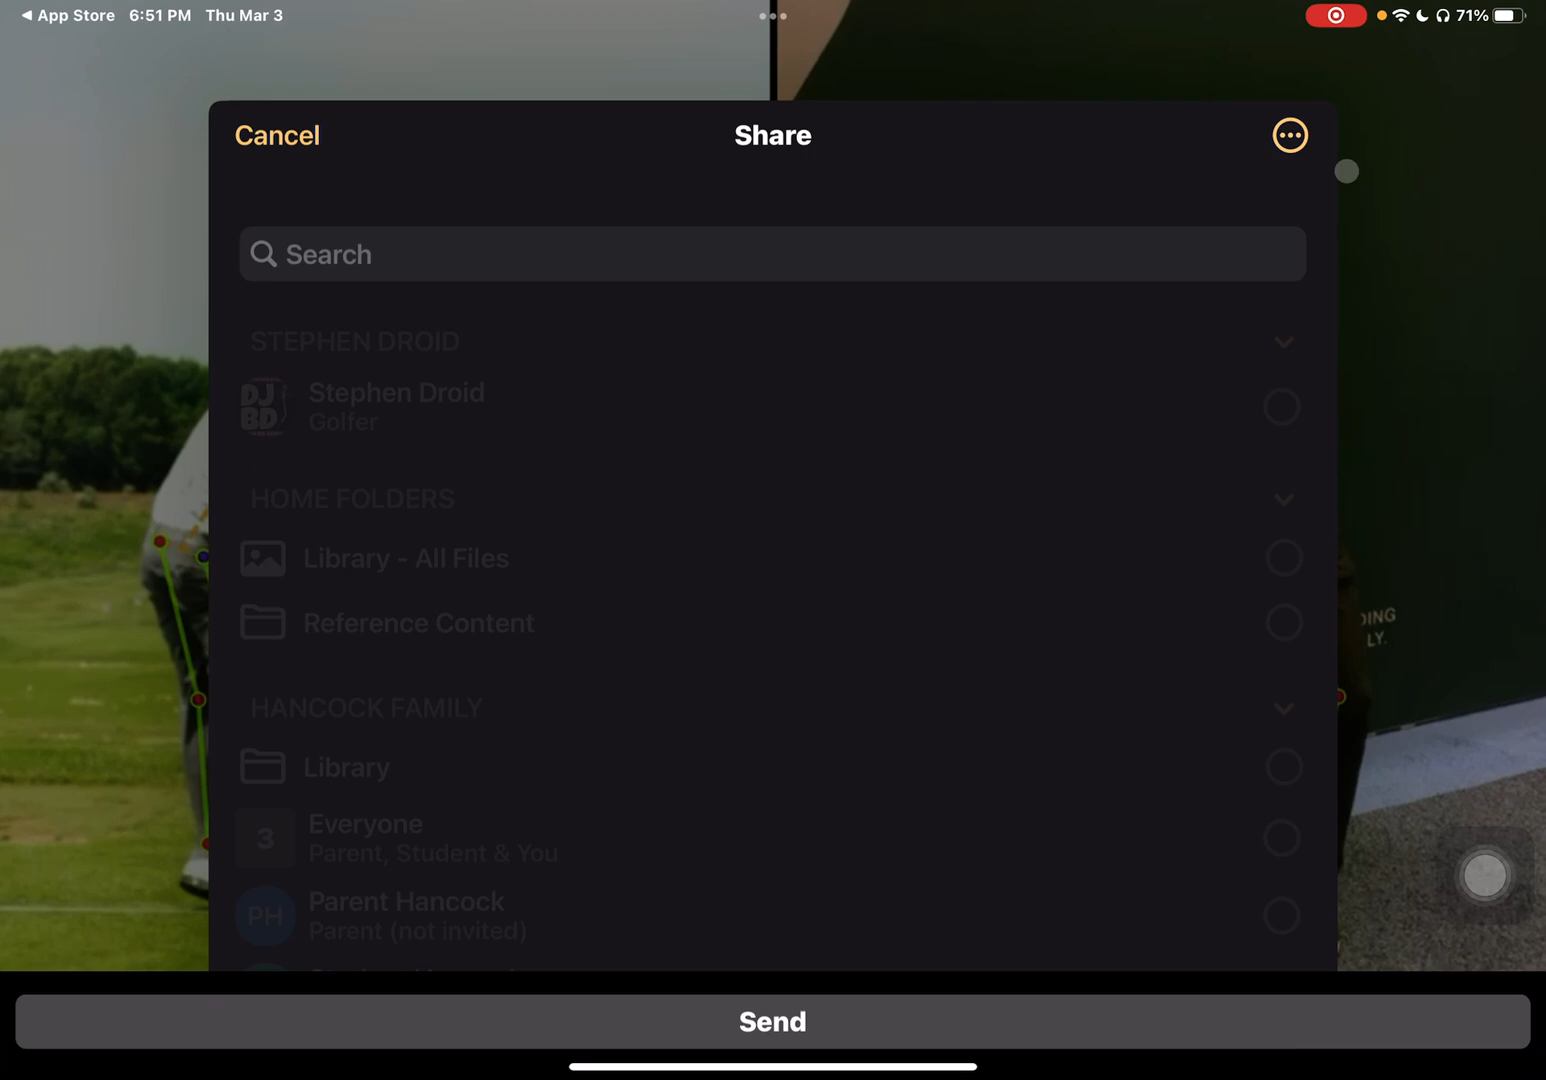 ◀ App Store 6:51 PM Thu Mar 3
71%
Cancel
Share
Search
STEPHEN DROID
DJ
BD
Stephen Droid
Golfer
HOME FOLDERS
Library - All Files
Reference Content
HANCOCK FAMILY
Library
3
Everyone
Parent, Student & You
PH
Parent Hancock
Parent (not invited)
LY.
Send